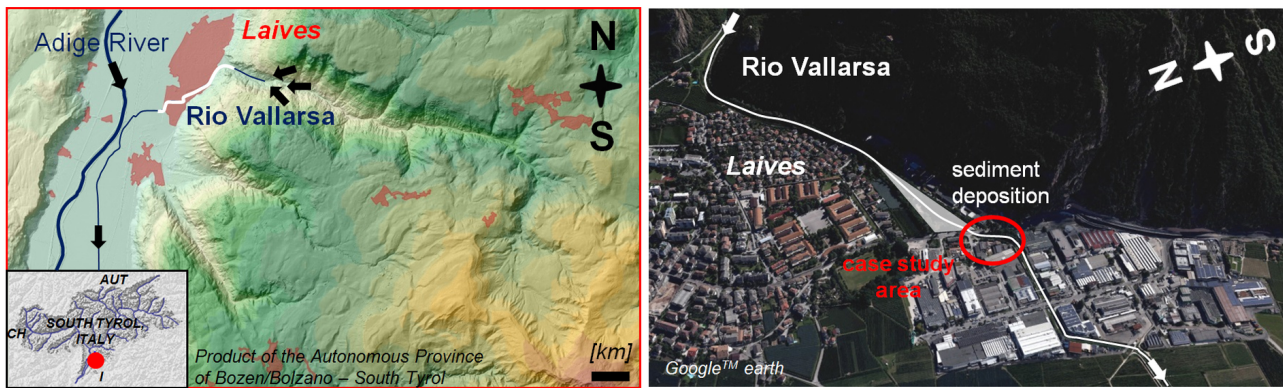 Laives
Adige River
N
Rio Vallarsa
S
AUT
CH
SOUTH TYROL,
ITALY
I
Product of the Autonomous Province
of Bozen/Bolzano – South Tyrol
[km]
Rio Vallarsa
S
N
Laives
sediment
deposition
case study
area
Google™ earth